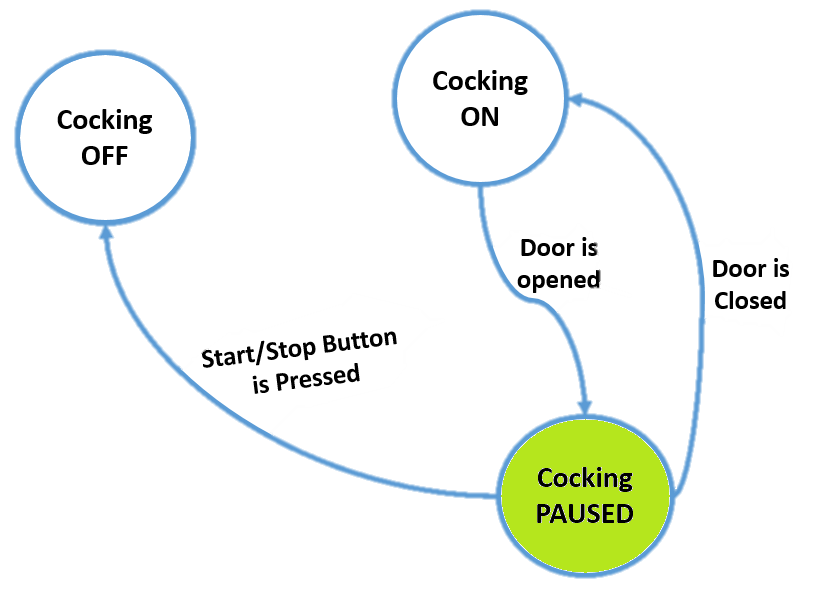 Cocking
OFF
Cocking
ON
Door is
opened
Door is
Closed
Start/Stop Button
is Pressed
Cocking
PAUSED